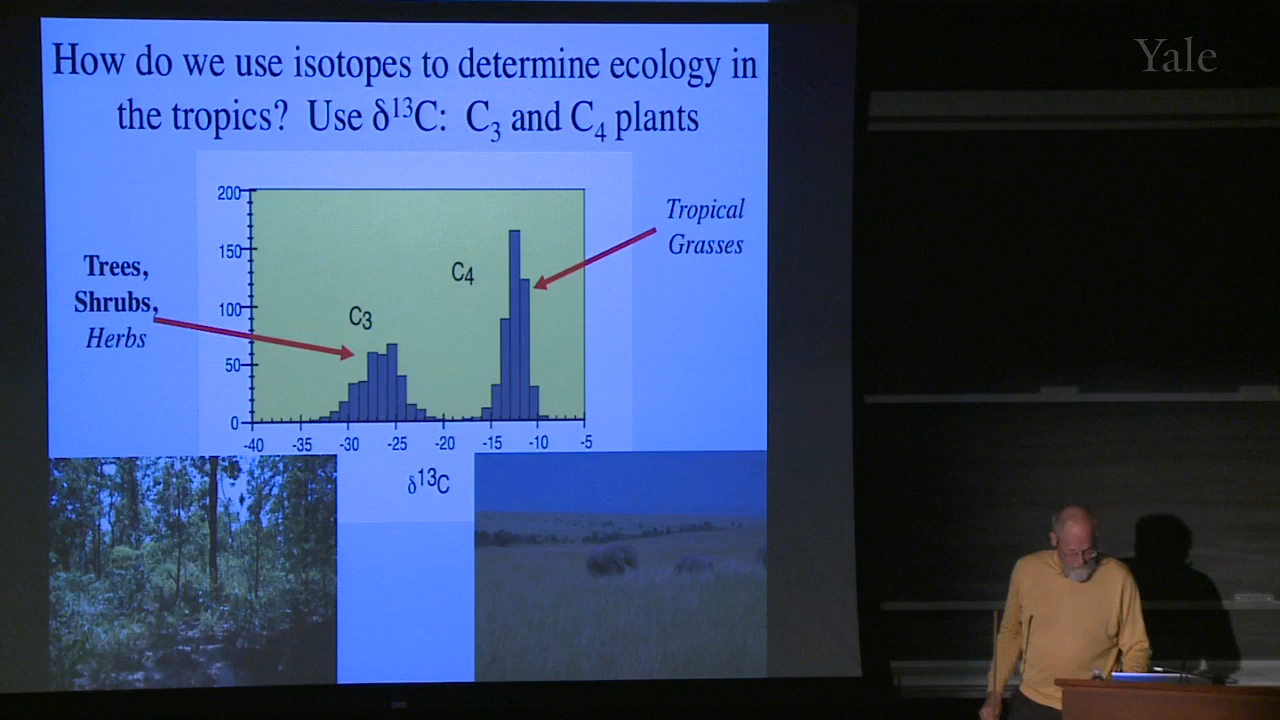 Yale
How do we use isotopes to determine ecology in
the tropics? Use δ¹³C: C₃ and C₄ plants
200
150
100
50
0
-40 -35 -30 -25 -20 -15 -10 -5
δ¹³C
C₃
C₄
Trees,
Shrubs,
Herbs
Tropical
Grasses